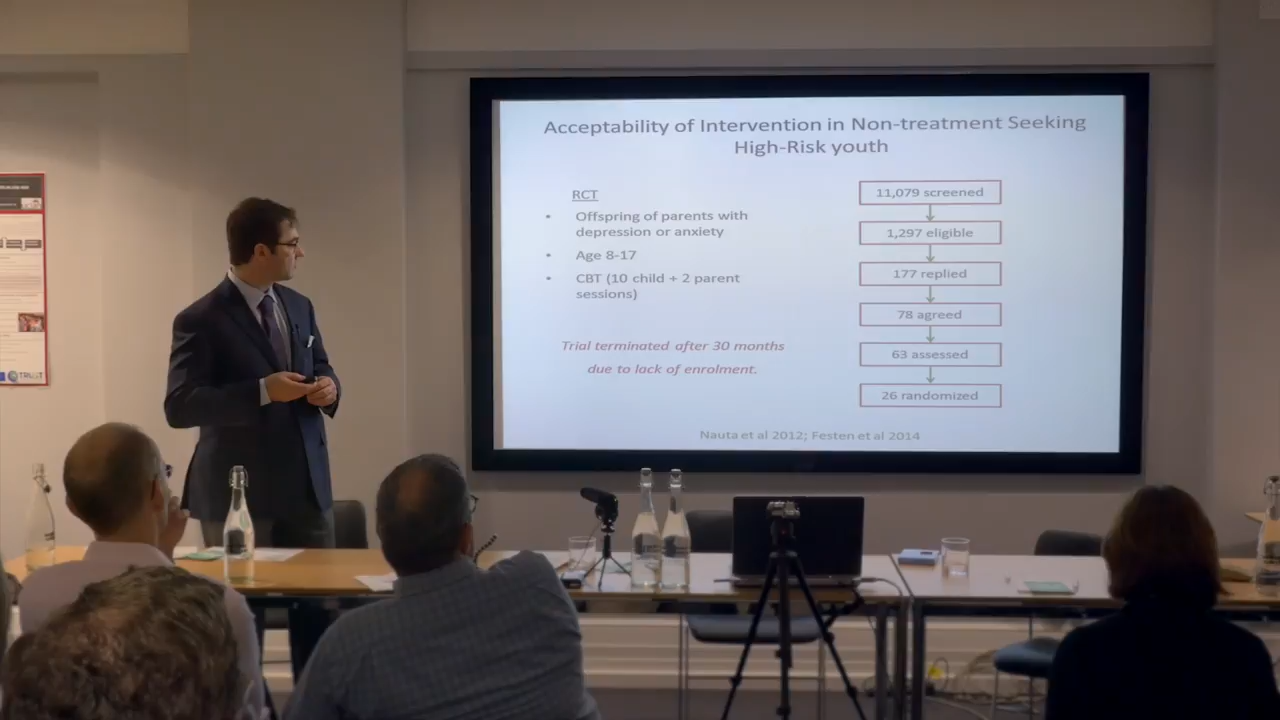 Acceptability of Intervention in Non-treatment Seeking
High-Risk youth
RCT
• Offspring of parents with
depression or anxiety
• Age 8-17
• CBT (10 child + 2 parent
sessions)
Trial terminated after 30 months
due to lack of enrolment.
11,079 screened
1,297 eligible
177 replied
78 agreed
63 assessed
26 randomized
Nauta et al 2012; Festen et al 2014